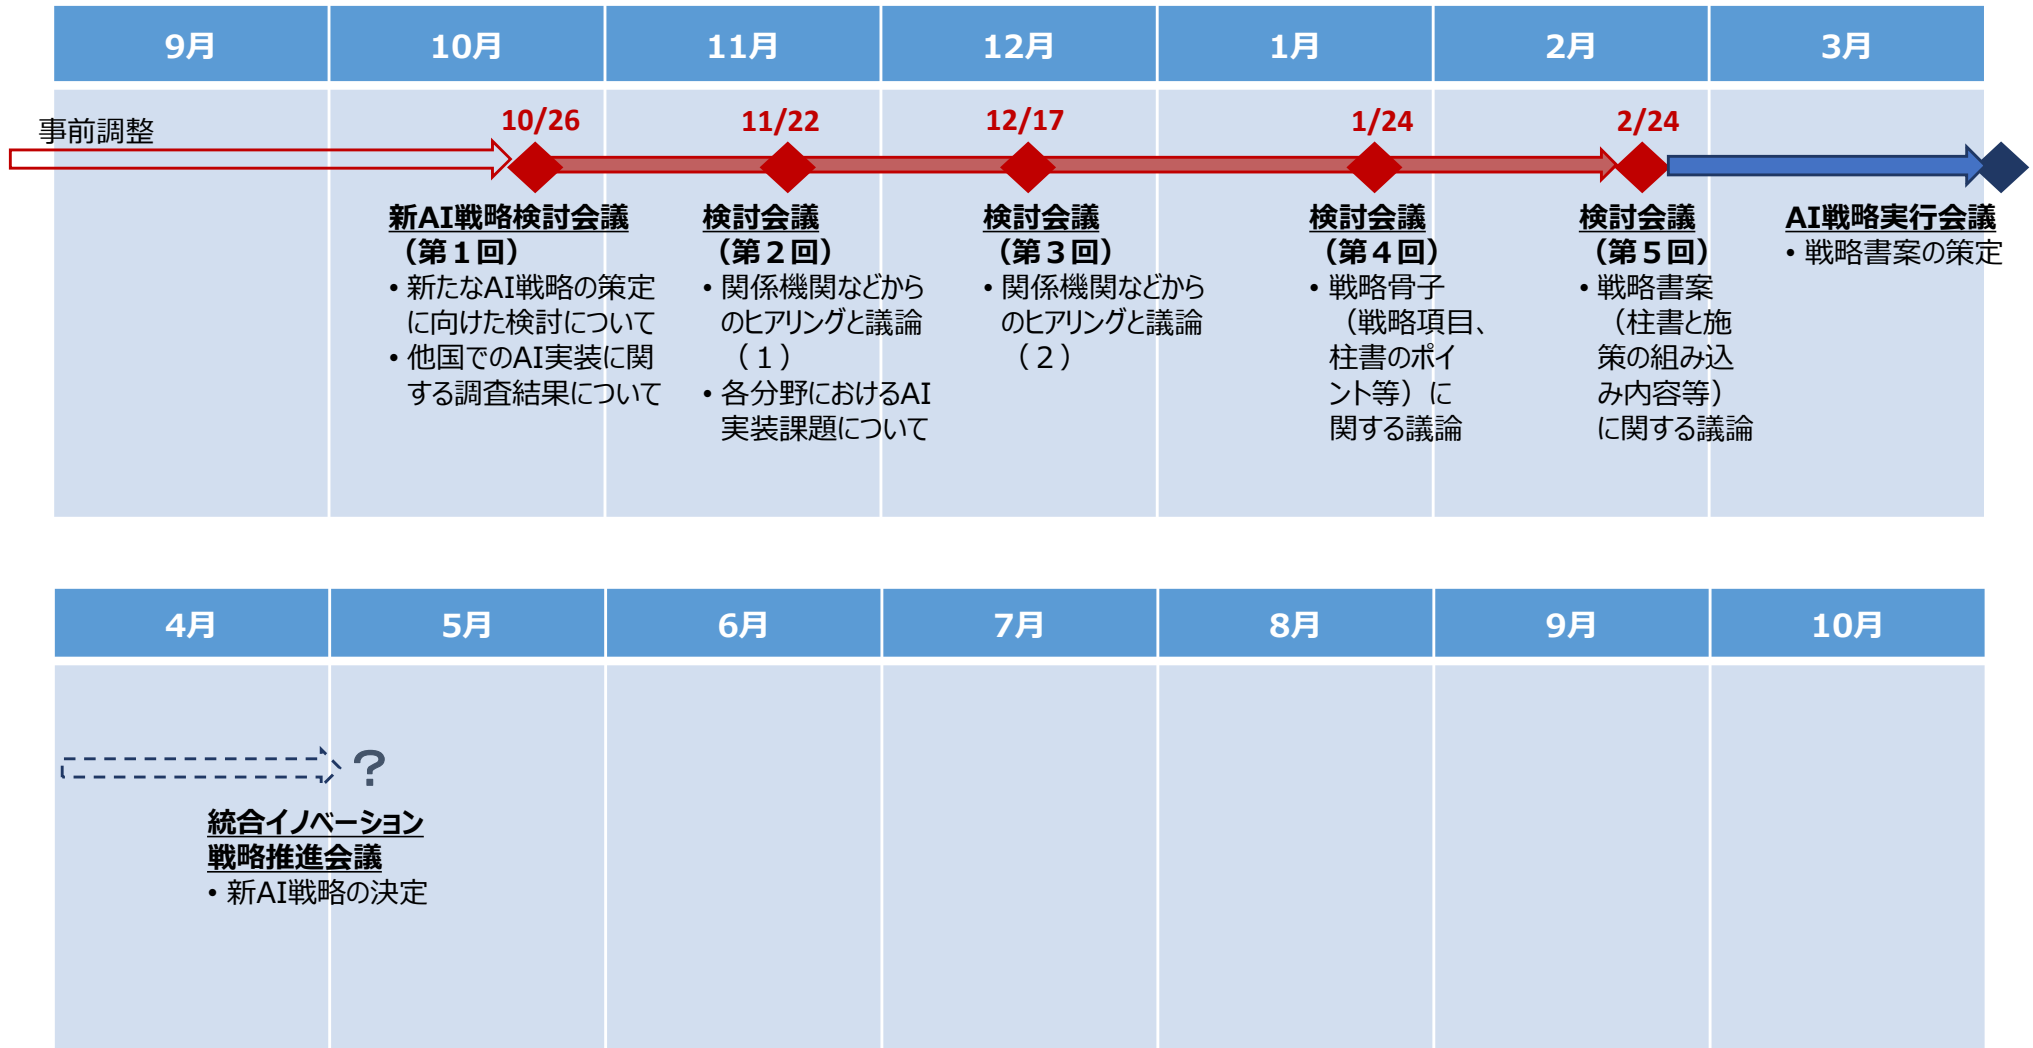 9月
10月
11月
12月
1月
2月
3月
事前調整
10/26
11/22
12/17
1/24
2/24
新AI戦略検討会議
（第１回）
• 新たなAI戦略の策定
に向けた検討について
• 他国でのAI実装に関
する調査結果について
検討会議
（第２回）
• 関係機関などから
のヒアリングと議論
（１）
• 各分野におけるAI
実装課題について
検討会議
（第３回）
• 関係機関などから
のヒアリングと議論
（２）
検討会議
（第４回）
• 戦略骨子
（戦略項目、
柱書のポイ
ント等）に
関する議論
検討会議
（第５回）
• 戦略書案
（柱書と施
策の組み込
み内容等）
に関する議論
AI戦略実行会議
• 戦略書案の策定
4月
5月
6月
7月
8月
9月
10月
？
統合イノベーション
戦略推進会議
• 新AI戦略の決定